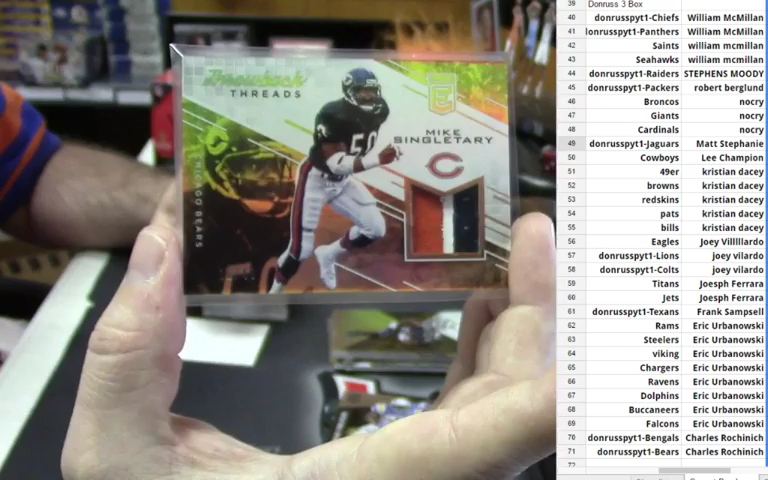 Throwback
THREADS
E
MIKE
SINGLETARY
C
50
CHICAGO BEARS
39 Donruss 3 Box
40 donrusspyt1-Chiefs William McMillan
41 lonrusspyt1-Panthers William McMillan
42 Saints william mcmillan
43 Seahawks william mcmillan
44 donrusspyt1-Raiders STEPHENS MOODY
45 donrusspyt1-Packers robert berglund
46 Broncos nocry
47 Giants nocry
48 Cardinals nocry
49 donrusspyt1-Jaguars Matt Stephanie
50 Cowboys Lee Champion
51 49er kristian dacey
52 browns kristian dacey
53 redskins kristian dacey
54 pats kristian dacey
55 bills kristian dacey
56 Eagles Joey Villlllardo
57 donrusspyt1-Lions joey vilardo
58 donrusspyt1-Colts joey vilardo
59 Titans Joesph Ferrara
60 Jets Joesph Ferrara
61 donrusspyt1-Texans Frank Sampsell
62 Rams Eric Urbanowski
63 Steelers Eric Urbanowski
64 viking Eric Urbanowski
65 Chargers Eric Urbanowski
66 Ravens Eric Urbanowski
67 Dolphins Eric Urbanowski
68 Buccaneers Eric Urbanowski
69 Falcons Eric Urbanowski
70 donrusspyt1-Bengals Charles Rochinich
71 donrusspyt1-Bears Charles Rochinich